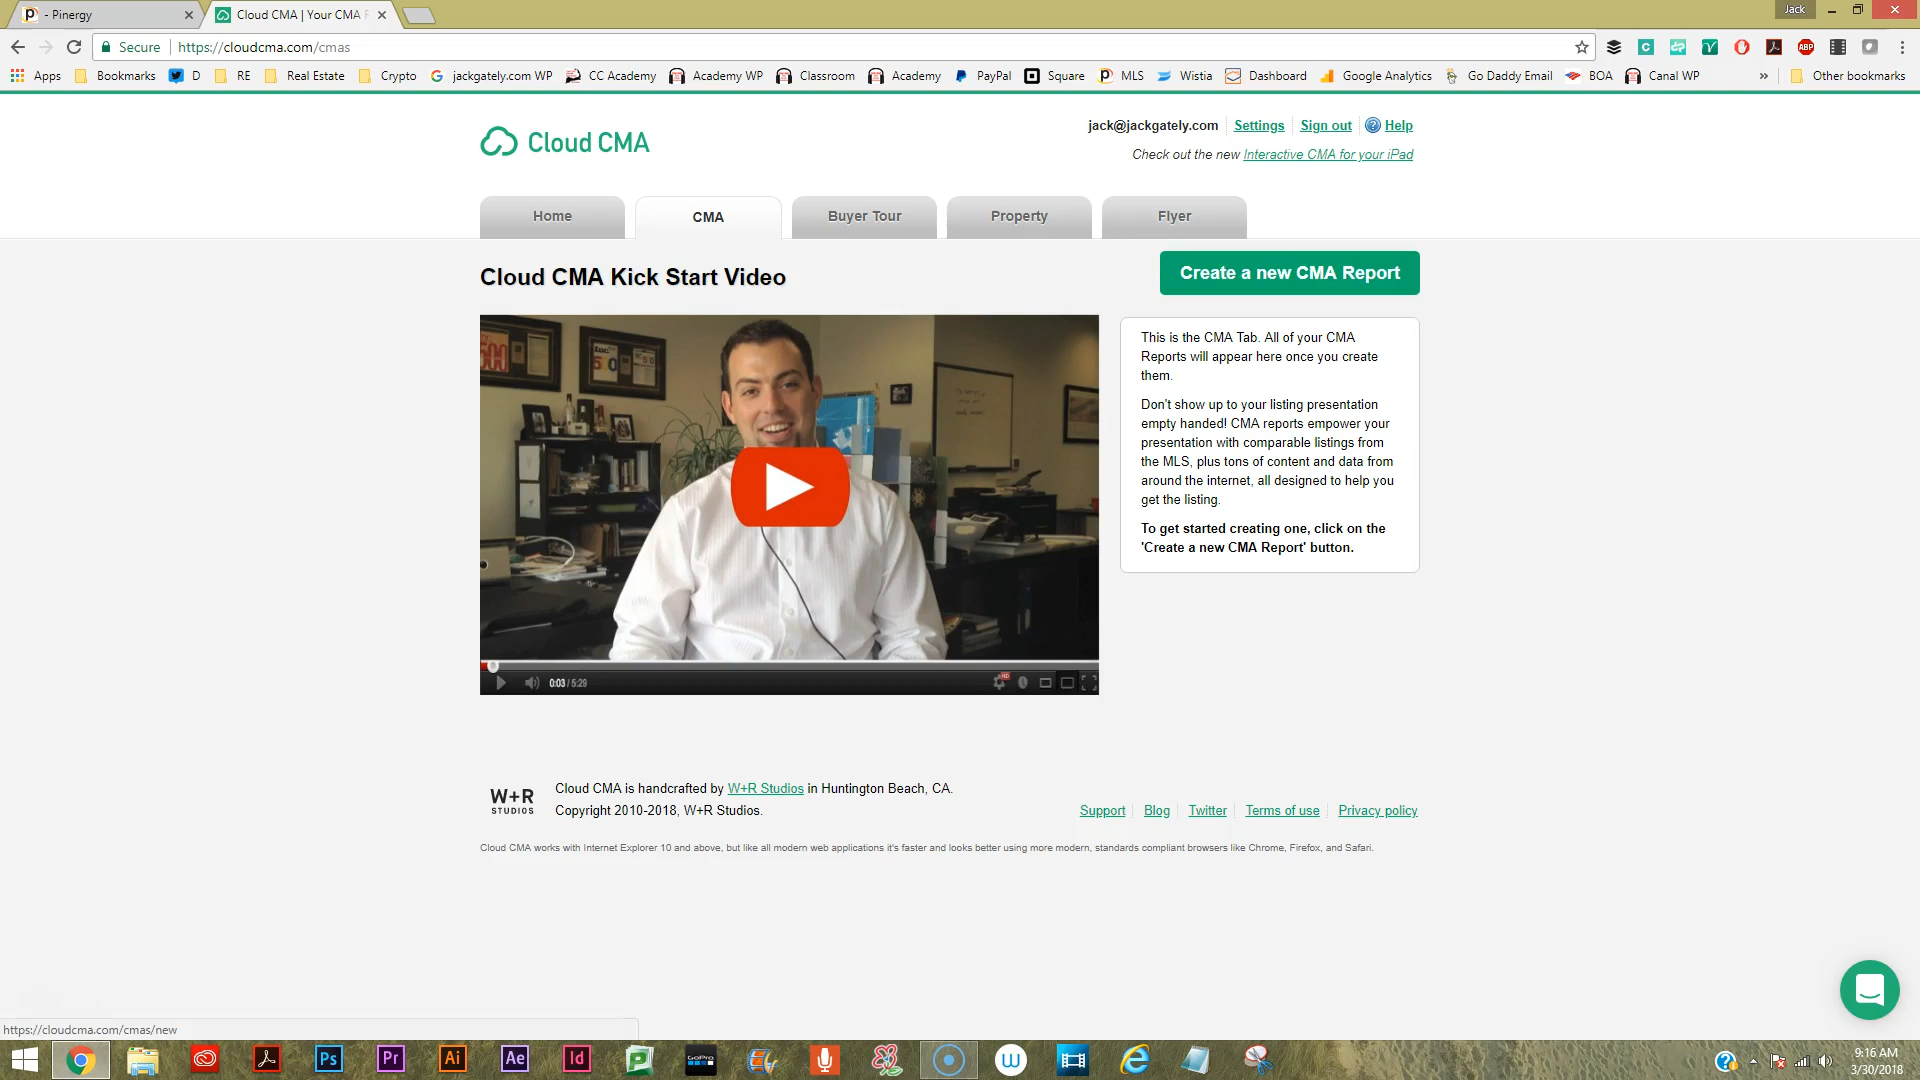 - Pinergy
Cloud CMA | Your CMA R
Jack
Secure
https://cloudcma.com/cmas
Apps
Bookmarks
D
RE
Real Estate
Crypto
jackgately.com WP
CC Academy
Academy WP
Classroom
Academy
PayPal
Square
MLS
Wistia
Dashboard
Google Analytics
Go Daddy Email
BOA
Canal WP
»
Other bookmarks
Cloud CMA
jack@jackgately.com
Settings
Sign out
Help
Check out the new Interactive CMA for your iPad
Home
CMA
Buyer Tour
Property
Flyer
Cloud CMA Kick Start Video
Create a new CMA Report
0:03 / 5:29
This is the CMA Tab. All of your CMA
Reports will appear here once you create
them.
Don't show up to your listing presentation
empty handed! CMA reports empower your
presentation with comparable listings from
the MLS, plus tons of content and data from
around the internet, all designed to help you
get the listing.
To get started creating one, click on the
'Create a new CMA Report' button.
W+R
STUDIOS
Cloud CMA is handcrafted by W+R Studios in Huntington Beach, CA.
Copyright 2010-2018, W+R Studios.
Support
Blog
Twitter
Terms of use
Privacy policy
Cloud CMA works with Internet Explorer 10 and above, but like all modern web applications it's faster and looks better using more modern, standards compliant browsers like Chrome, Firefox, and Safari.
https://cloudcma.com/cmas/new
Ps
Pr
Ai
Ae
Id
GoPro
9:16 AM
3/30/2018